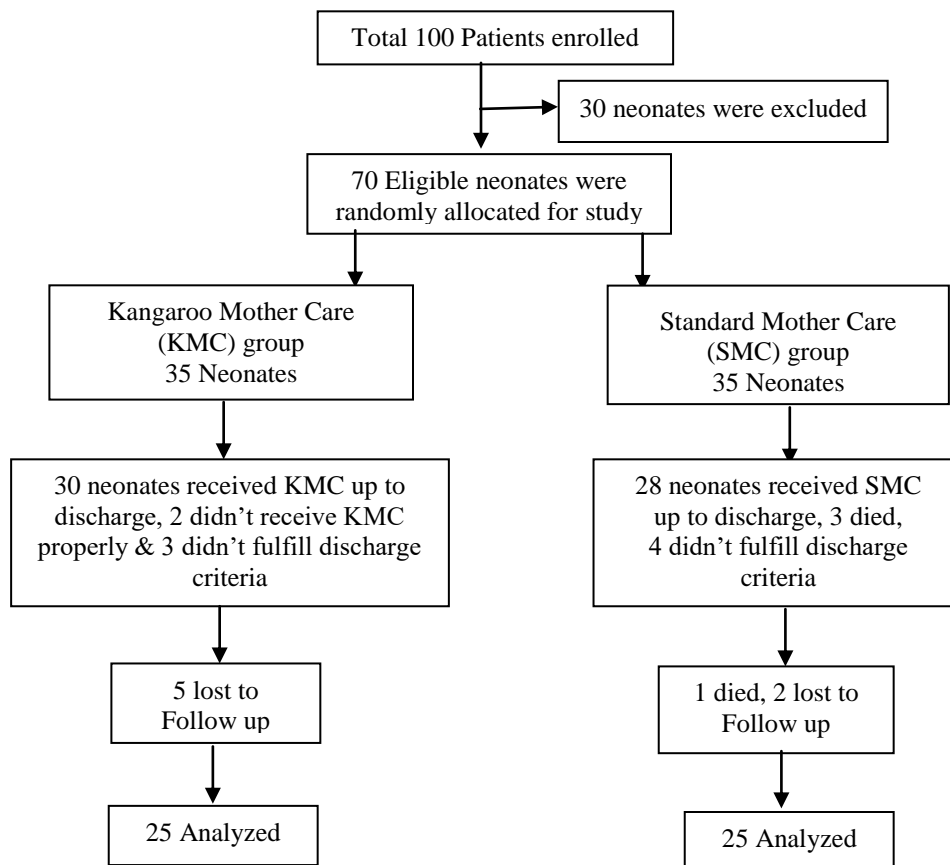 Total 100 Patients enrolled
30 neonates were excluded
70 Eligible neonates were
randomly allocated for study
Kangaroo Mother Care
(KMC) group
35 Neonates
Standard Mother Care
(SMC) group
35 Neonates
30 neonates received KMC up to
discharge, 2 didn't receive KMC
properly & 3 didn't fulfill discharge
criteria
28 neonates received SMC
up to discharge, 3 died,
4 didn't fulfill discharge
criteria
5 lost to
Follow up
1 died, 2 lost to
Follow up
25 Analyzed
25 Analyzed